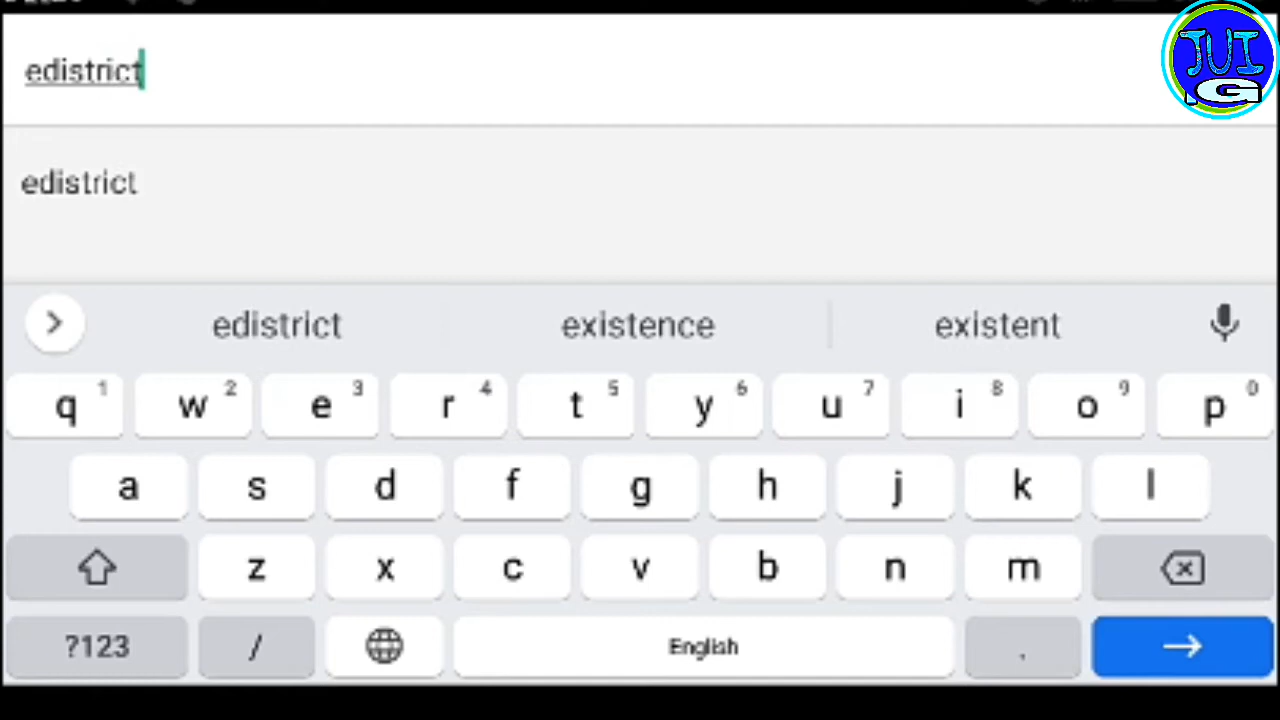 edistrict
JUI
G
edistrict
edistrict existence existent
q 1 w 2 e 3 r 4 t 5 y 6 u 7 i 8 o 9 p 0
a s d f g h j k l
z x c v b n m
?123 / English .